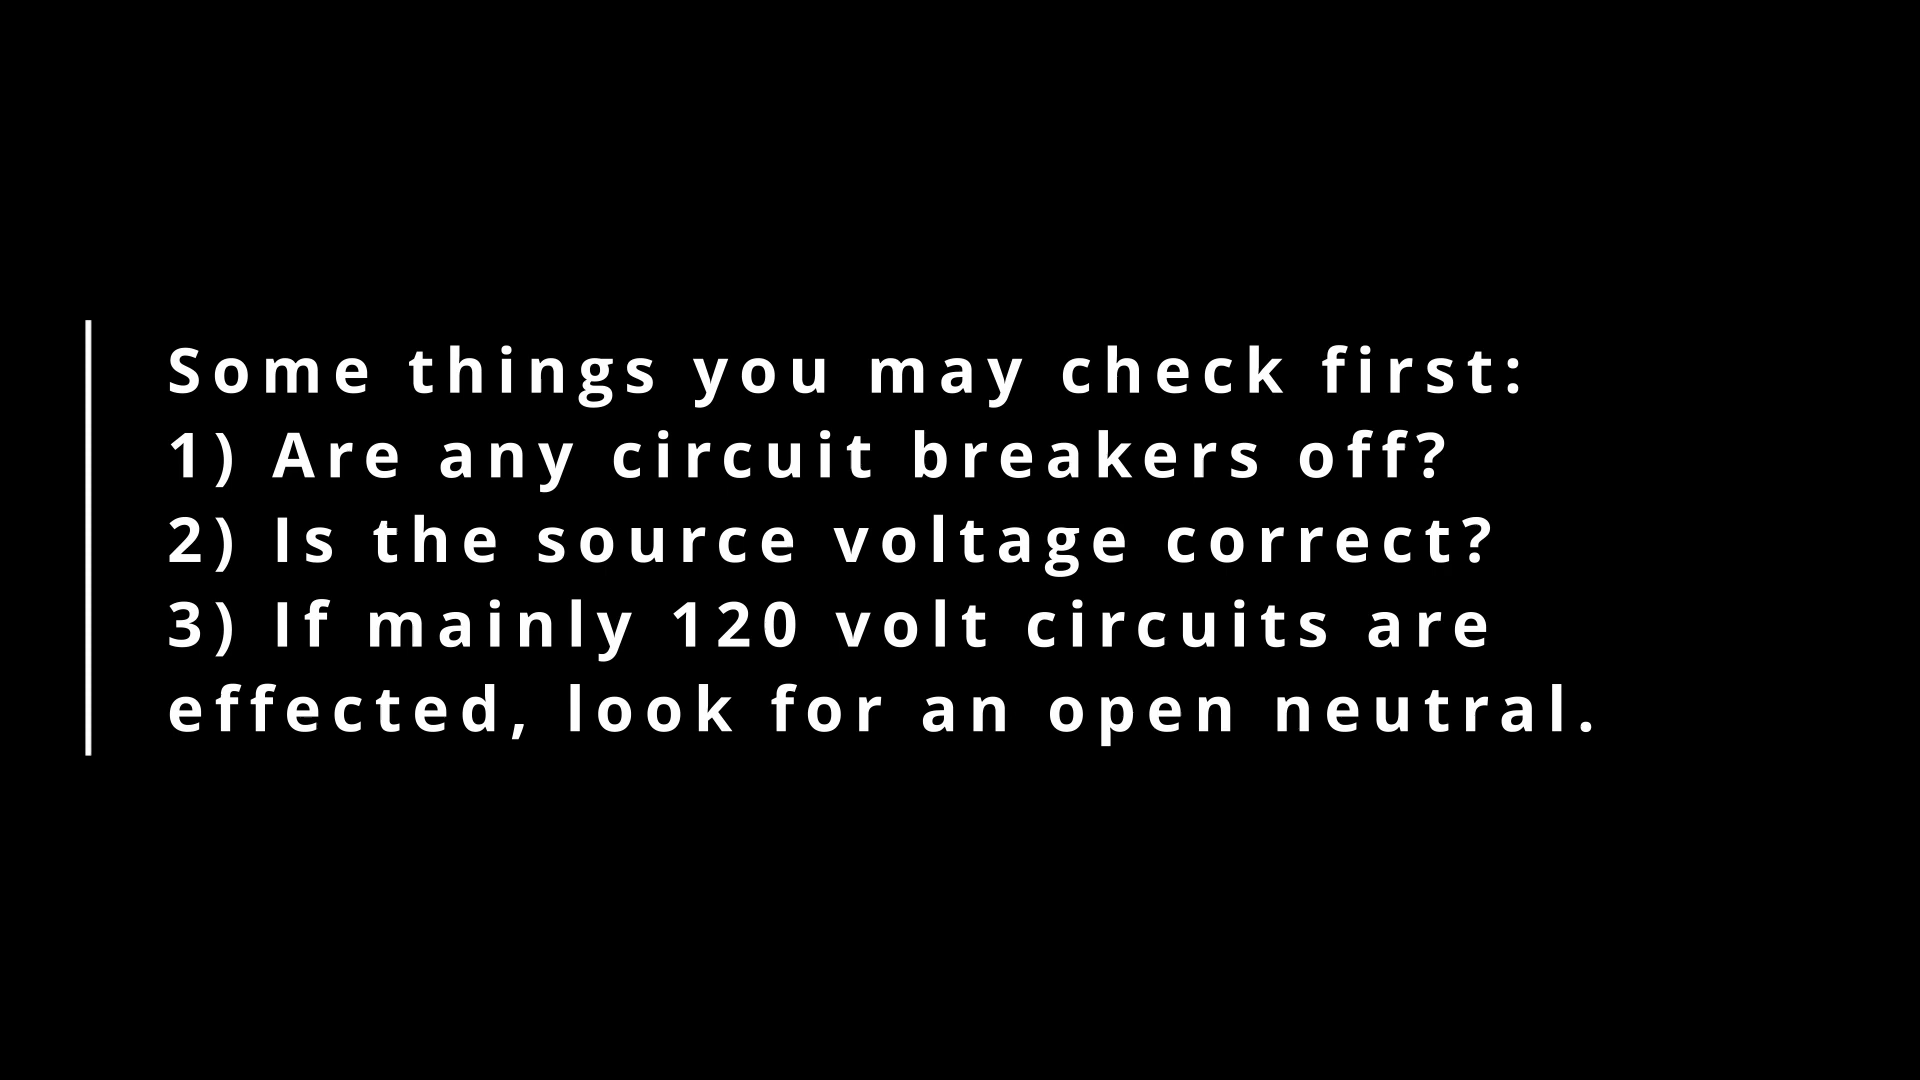 Some things you may check first:
1) Are any circuit breakers off?
2) Is the source voltage correct?
3) If mainly 120 volt circuits are
effected, look for an open neutral.